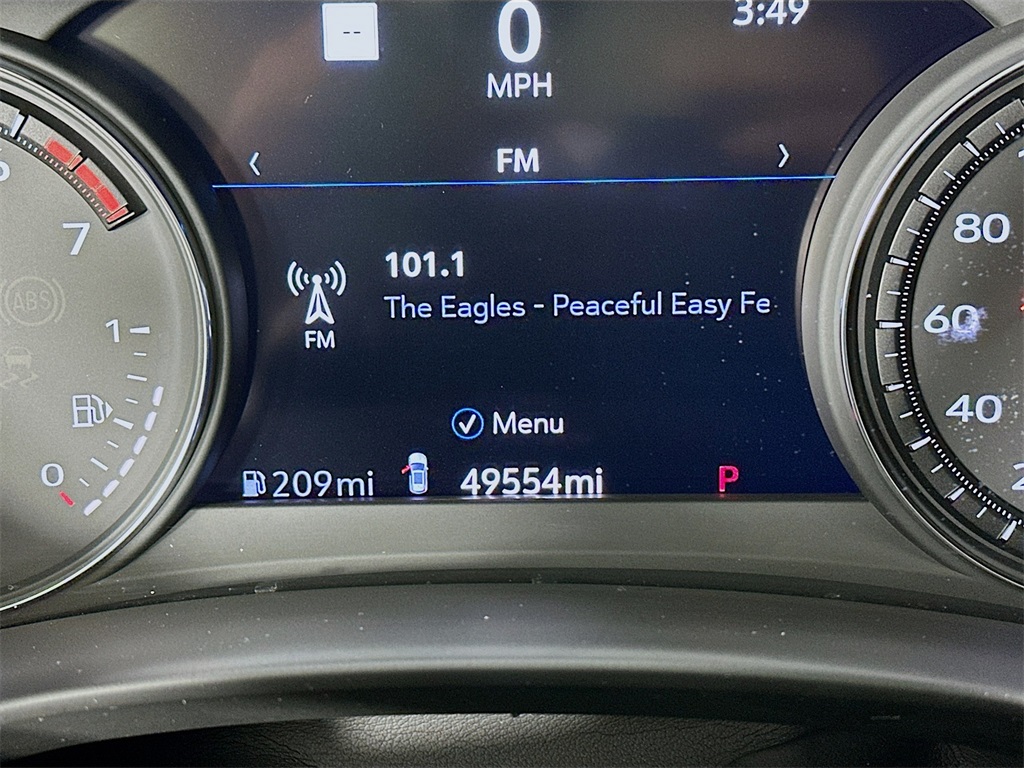 --
0
3:49
MPH
‹ FM ›
7
80
ABS
101.1
The Eagles - Peaceful Easy Fe
FM
1
60
40
Menu
0
209mi
49554mi
P